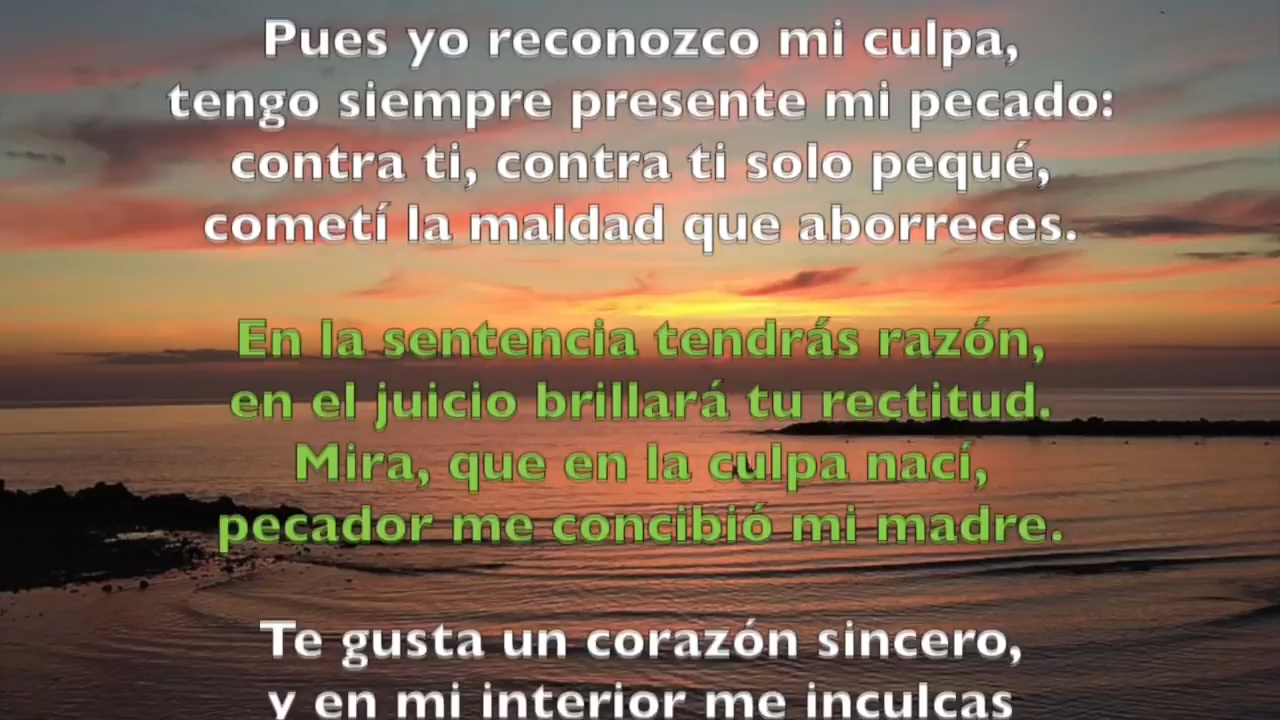 Pues yo reconozco mi culpa,
tengo siempre presente mi pecado:
contra ti, contra ti solo pequé,
cometí la maldad que aborreces.
En la sentencia tendrás razón,
en el juicio brillará tu rectitud.
Mira, que en la culpa nací,
pecador me concibió mi madre.
Te gusta un corazón sincero,
y en mi interior me inculcas